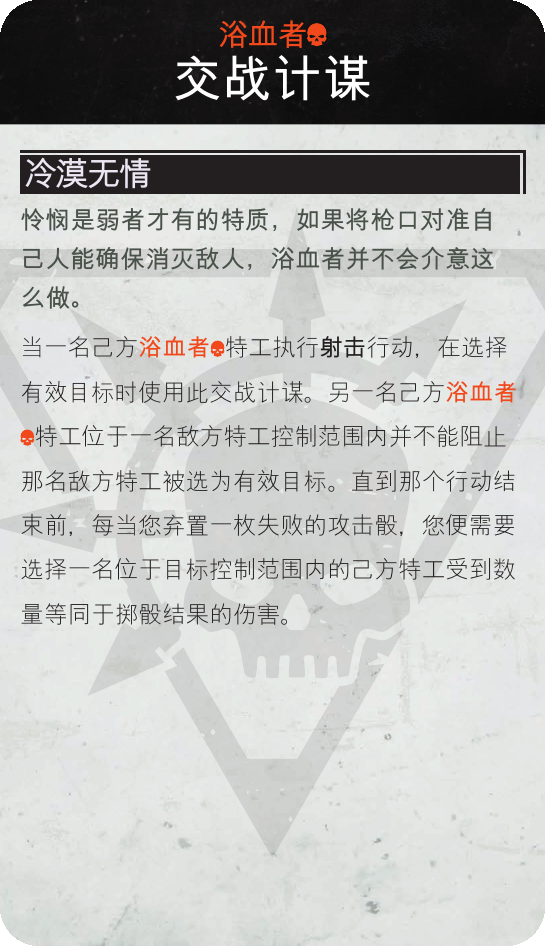 浴血者
交战计谋
冷漠无情
怜悯是弱者才有的特质，如果将枪口对准自
己人能确保消灭敌人，浴血者并不会介意这
么做。
当一名己方浴血者特工执行射击行动，在选择
有效目标时使用此交战计谋。另一名己方浴血者
特工位于一名敌方特工控制范围内并不能阻止
那名敌方特工被选为有效目标。直到那个行动结
束前，每当您弃置一枚失败的攻击骰，您便需要
选择一名位于目标控制范围内的己方特工受到数
量等同于掷骰结果的伤害。